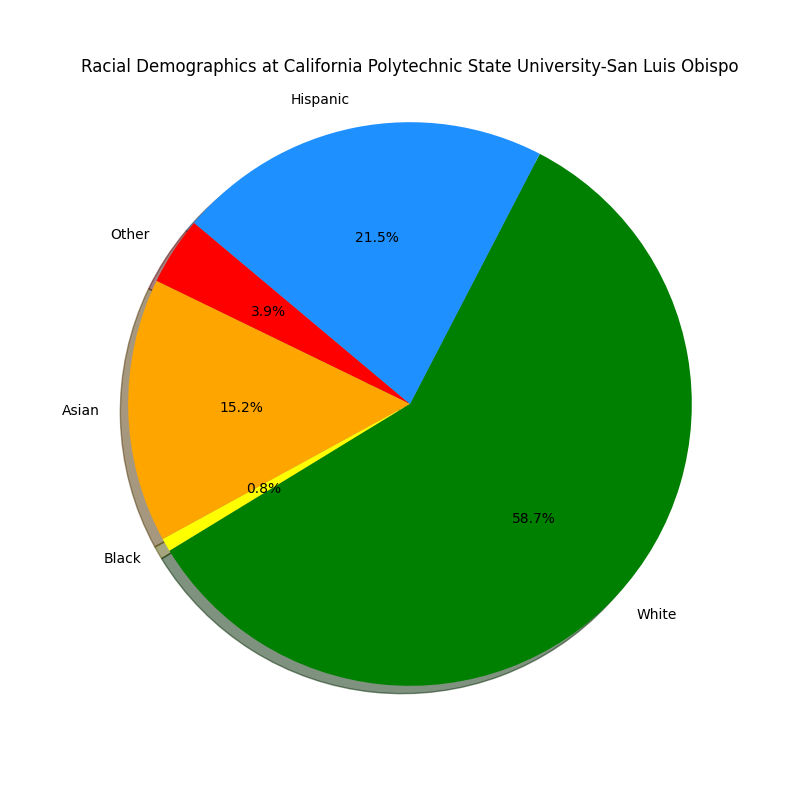 Racial Demographics at California Polytechnic State University-San Luis Obispo
Hispanic
21.5%
Other
3.9%
Asian
15.2%
0.8%
Black
58.7%
White